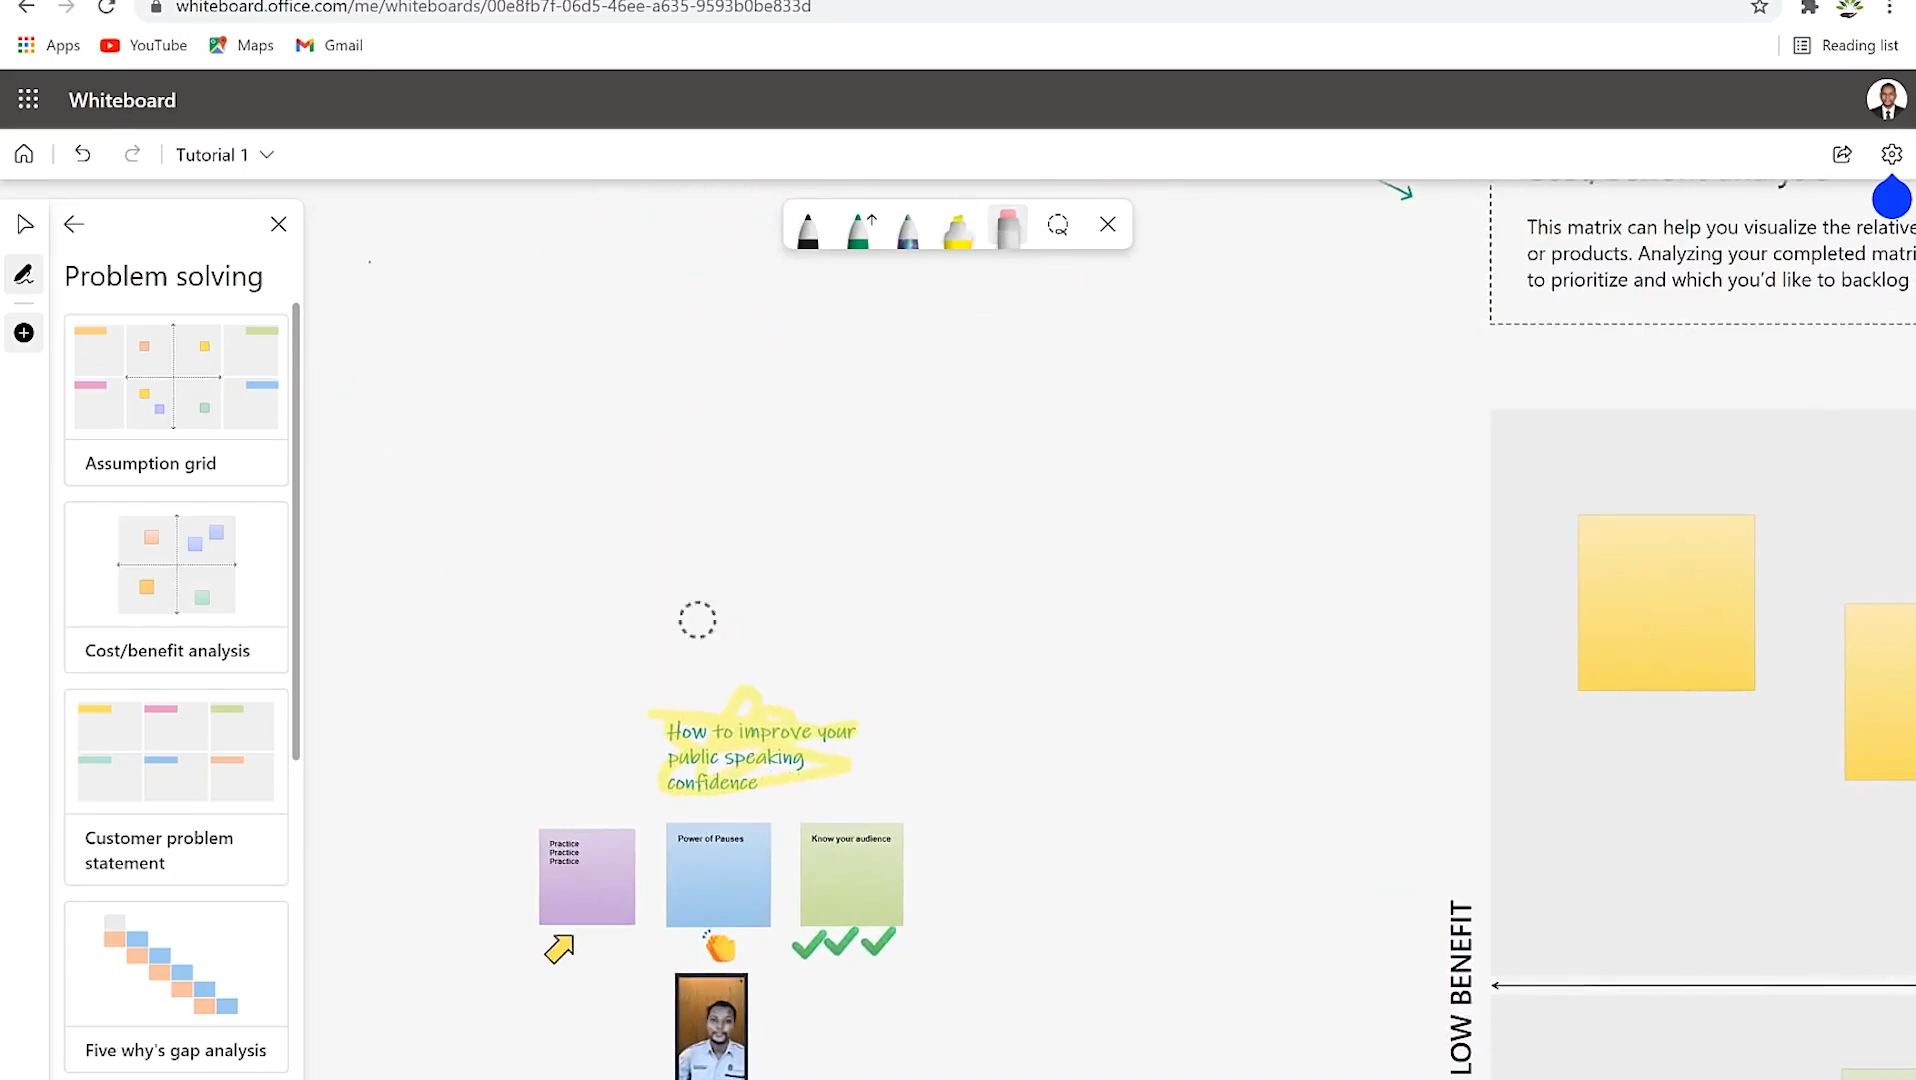 whiteboard.office.com/me/whiteboards/00e8fb7f-06d5-46ee-a635-9593b0be833d
Apps YouTube Maps Gmail Reading list
Whiteboard
Tutorial 1
Problem solving
Assumption grid
Cost/benefit analysis
Customer problem
statement
Five why's gap analysis
How to improve your
public speaking
confidence
Practice
Practice
Practice
Power of Pauses
Know your audience
This matrix can help you visualize the relative
or products. Analyzing your completed matri
to prioritize and which you'd like to backlog
LOW BENEFIT